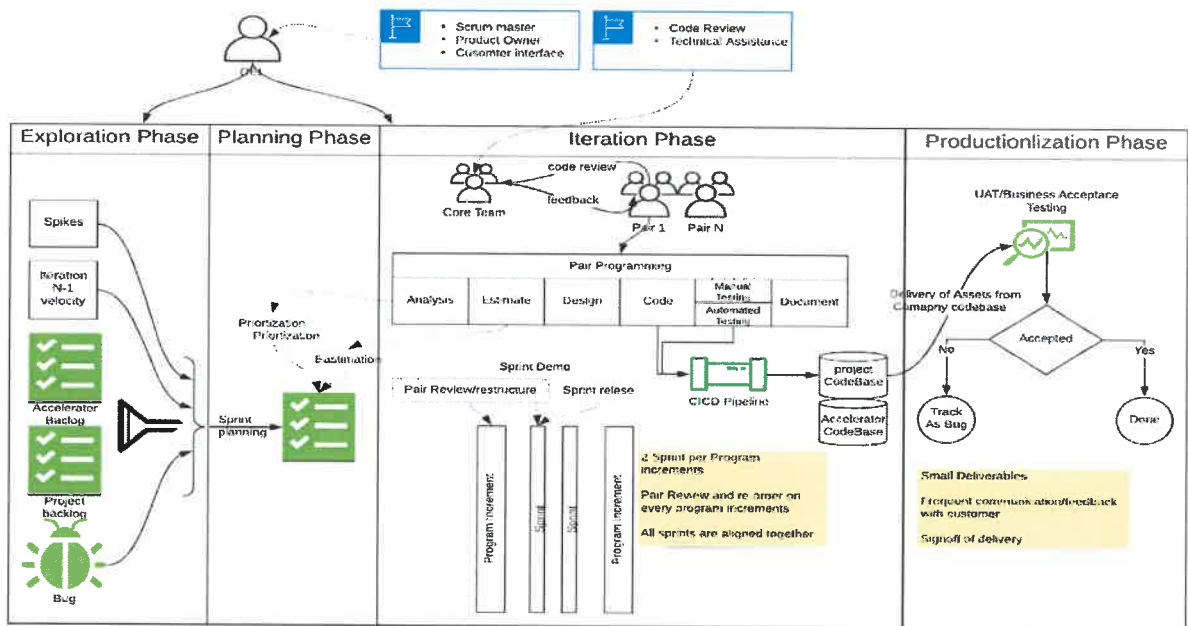 Scrum master
Product Owner
Cusomter interface
Code Review
Technical Assistance
Exploration Phase
Planning Phase
Iteration Phase
Productionlization Phase
Spikes
Iteration
N-1
velocity
Accelerator
Backlog
Project
backlog
Bug
Sprint
planning
Priortization
Priortization
Eastimation
Core Team
code review
feedback
Pair 1
Pair N
Pair Programming
Analysis
Estimate
Design
Code
Manual
Testing
Automated
Testing
Document
Sprint Demo
Pair Review/restructure
Sprint relese
Program Increment
Sprint
Sprint
Program Increment
CICD Pipeline
project
CodeBase
Accelerator
CodeBase
2 Sprint per Program
increments
Pair Review and re-order on
every program increments
All sprints are aligned together
UAT/Business Acceptace
Testing
Delivery of Assets from
Comapny codebase
Accepted
No
Yes
Track
As Bug
Done
Small Deliverables
Frequent communication/feedback
with customer
Signoff of delivery